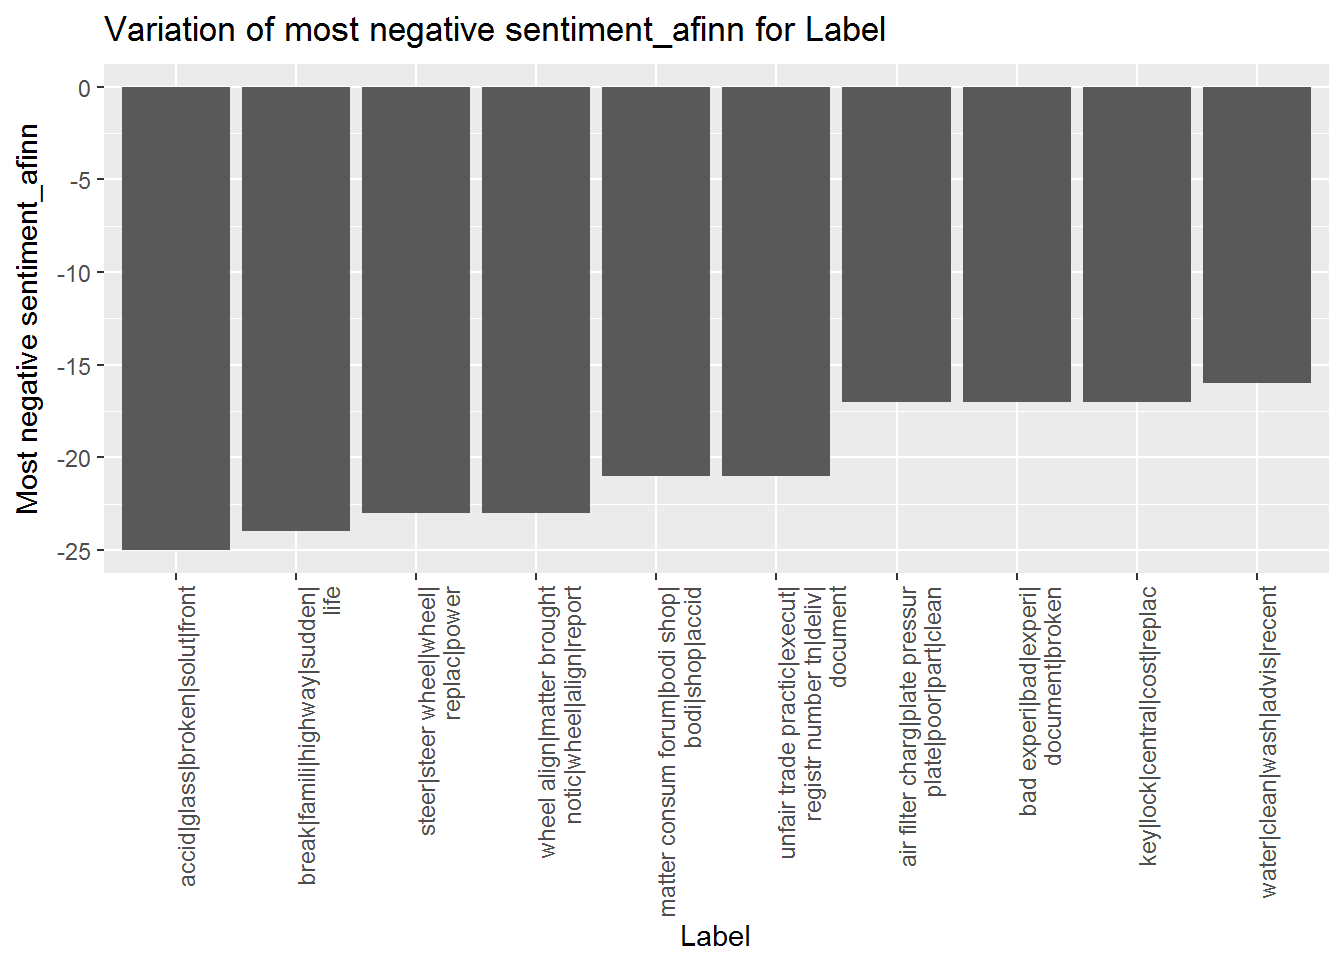 Variation of most negative sentiment_afinn for Label
Most negative sentiment_afinn
0
-5
-10
-15
-20
-25
accid|glass|broken|solut|front
break|famili|highway|sudden|
life
steer|steer wheel|wheel|
replac|power
wheel align|matter brought
notic|wheel|align|report
matter consum forum|bodi shop|
bodi|shop|accid
unfair trade practic|execut|
registr number tn|deliv|
document
air filter charg|plate pressur
plate|poor|part|clean
bad experi|bad|experi|
document|broken
key|lock|central|cost|replac
water|clean|wash|advis|recent
Label